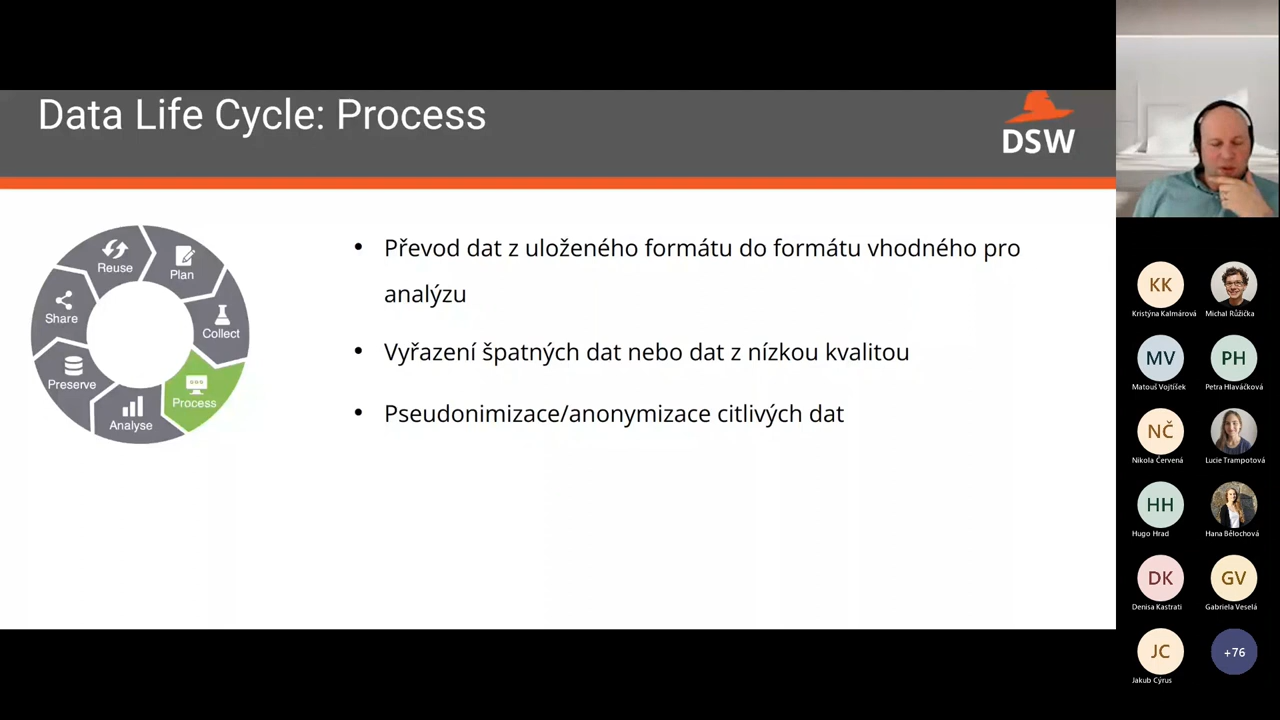 Data Life Cycle: Process
DSW
Reuse
Plan
Share
Collect
Preserve
Process
Analyse
• Převod dat z uloženého formátu do formátu vhodného pro
analýzu
• Vyřazení špatných dat nebo dat z nízkou kvalitou
• Pseudonimizace/anonymizace citlivých dat
KK
Kristýna Kalmárová
Michal Růžička
MV
PH
Matouš Vojtíšek
Petra Hlaváčková
NČ
Nikola Červená
Lucie Trampotová
HH
Hugo Hrad
Hana Bělochová
DK
GV
Denisa Kastrati
Gabriela Veselá
JC
+76
Jakub Cýrus